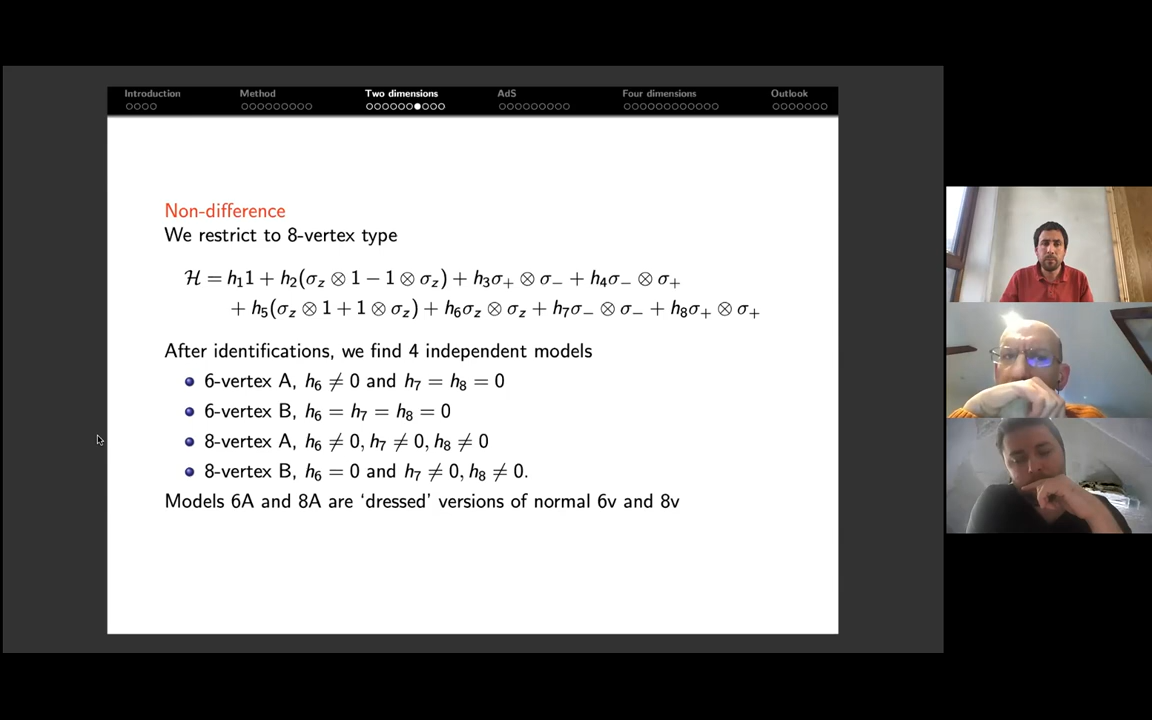 Introduction Method Two dimensions AdS Four dimensions Outlook
Non-difference
We restrict to 8-vertex type
ℋ = h₁1 + h₂(σ_z ⊗ 1 − 1 ⊗ σ_z) + h₃σ₊ ⊗ σ₋ + h₄σ₋ ⊗ σ₊
+ h₅(σ_z ⊗ 1 + 1 ⊗ σ_z) + h₆σ_z ⊗ σ_z + h₇σ₋ ⊗ σ₋ + h₈σ₊ ⊗ σ₊
After identifications, we find 4 independent models
6-vertex A, h₆ ≠ 0 and h₇ = h₈ = 0
6-vertex B, h₆ = h₇ = h₈ = 0
8-vertex A, h₆ ≠ 0, h₇ ≠ 0, h₈ ≠ 0
8-vertex B, h₆ = 0 and h₇ ≠ 0, h₈ ≠ 0.
Models 6A and 8A are ‘dressed’ versions of normal 6v and 8v